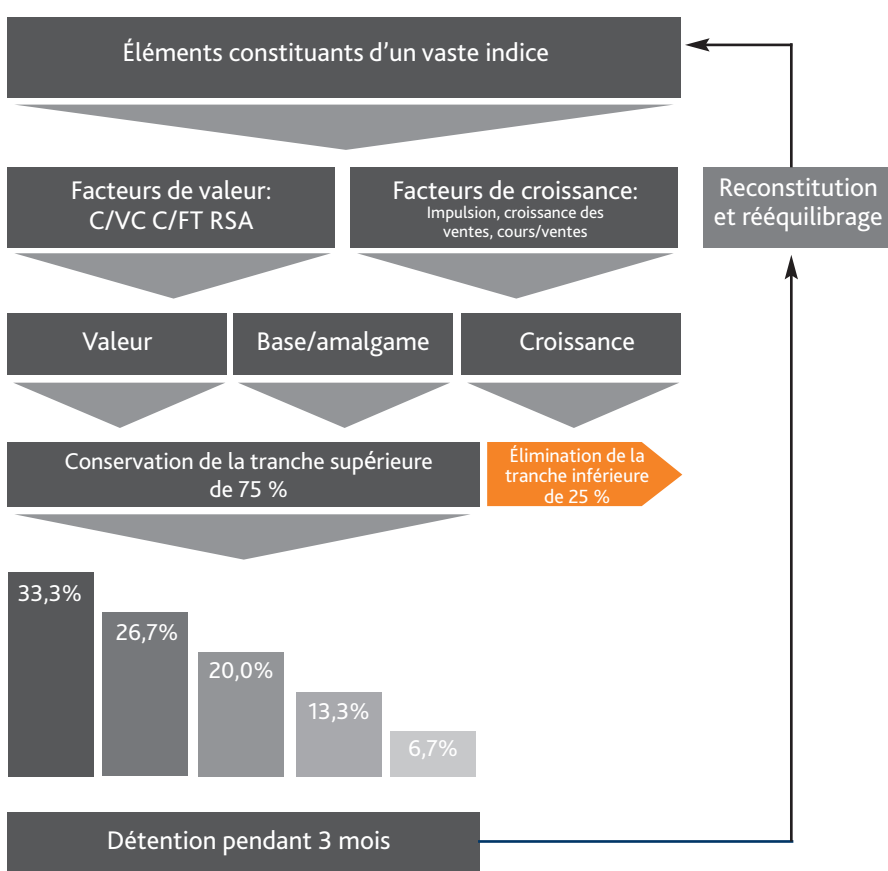 Éléments constituants d'un vaste indice
Facteurs de valeur:
C/VC C/FT RSA
Facteurs de croissance:
Impulsion, croissance des
ventes, cours/ventes
Reconstitution
et rééquilibrage
Valeur
Base/amalgame
Croissance
Conservation de la tranche supérieure
de 75 %
Élimination de la
tranche inférieure
de 25 %
33,3%
26,7%
20,0%
13,3%
6,7%
Détention pendant 3 mois